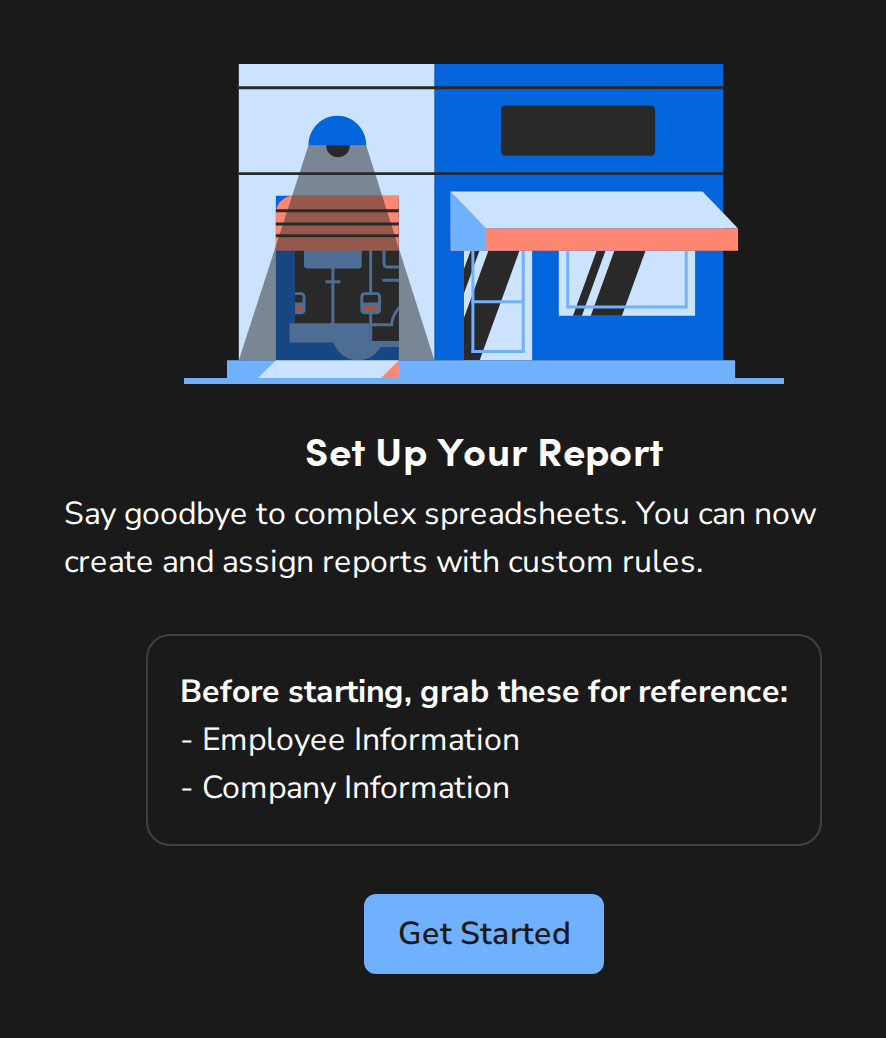 Set Up Your Report
Say goodbye to complex spreadsheets. You can now
create and assign reports with custom rules.
Before starting, grab these for reference:
- Employee Information
- Company Information
Get Started